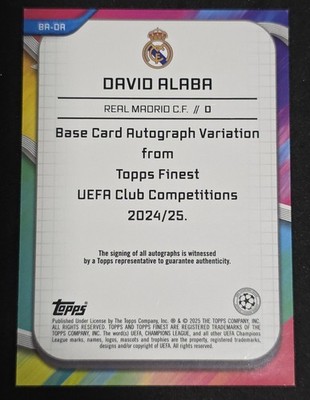 BA-DA
DAVID ALABA
REAL MADRID C.F. // D
Base Card Autograph Variation
from
Topps Finest
UEFA Club Competitions
2024/25.
The signing of all autographs is witnessed
by a Topps representative to guarantee authenticity.
Topps
Published Under License by The Topps Company, Inc. ® & © 2025 THE TOPPS COMPANY, INC.
ALL RIGHTS RESERVED. TOPPS AND TOPPS FINEST ARE REGISTERED TRADEMARKS OF THE
TOPPS COMPANY, INC. The word(s) UEFA, CHAMPIONS LEAGUE, and all other UEFA Champions
League marks, names, logos, mascots and trophies are the property, registered trademarks,
designs and/or copyright of UEFA. All rights reserved.